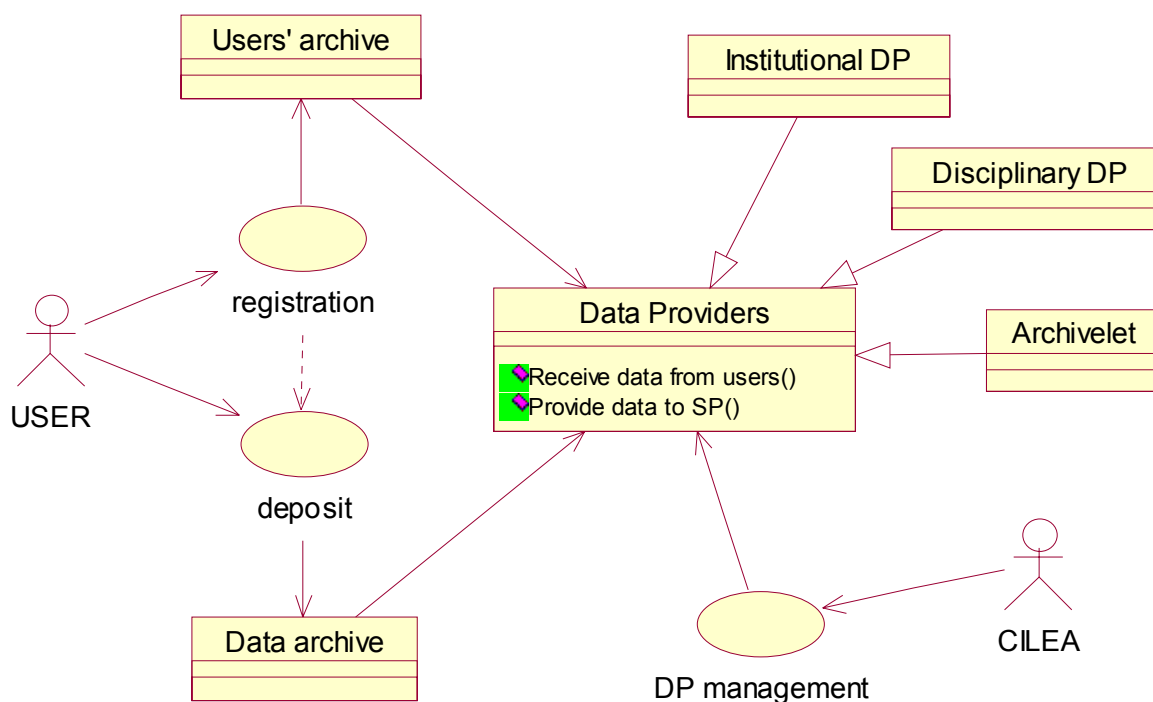 Users' archive
Institutional DP
Disciplinary DP
registration
Data Providers
Archivelet
Receive data from users()
Provide data to SP()
USER
deposit
Data archive
DP management
CILEA